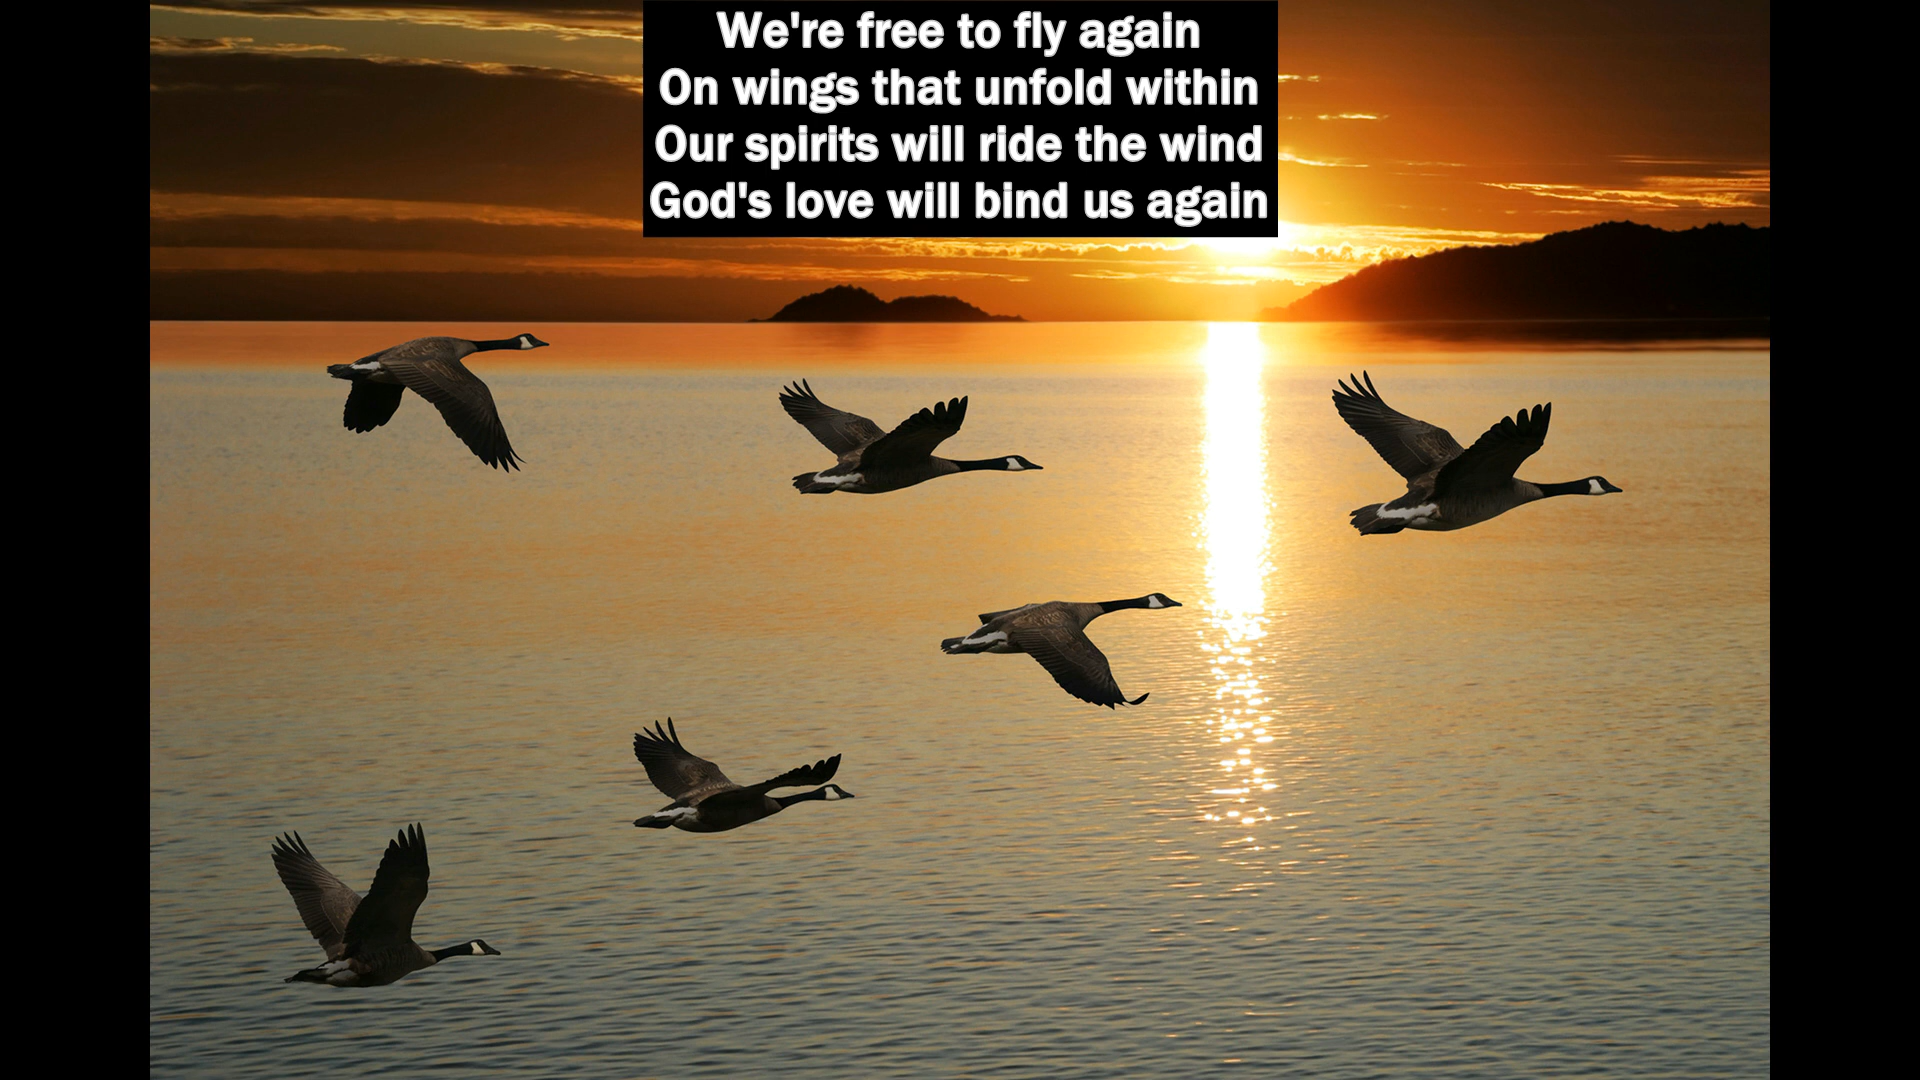 We're free to fly again
On wings that unfold within
Our spirits will ride the wind
God's love will bind us again